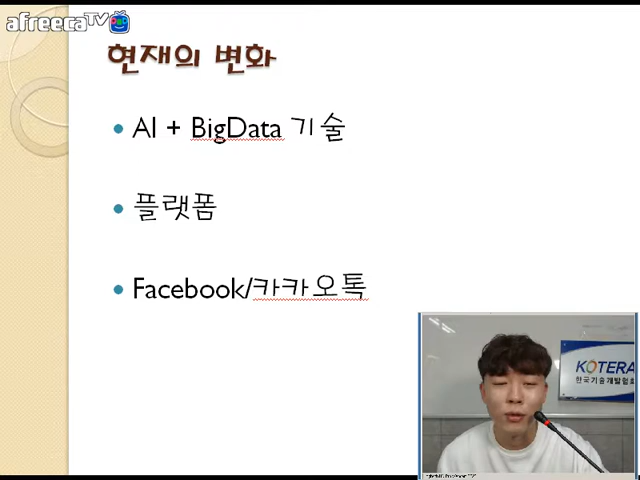 afreecaTV
현재의 변화
AI + BigData 기술
플랫폼
Facebook/카카오톡
KOTERA
한국기술개발협회